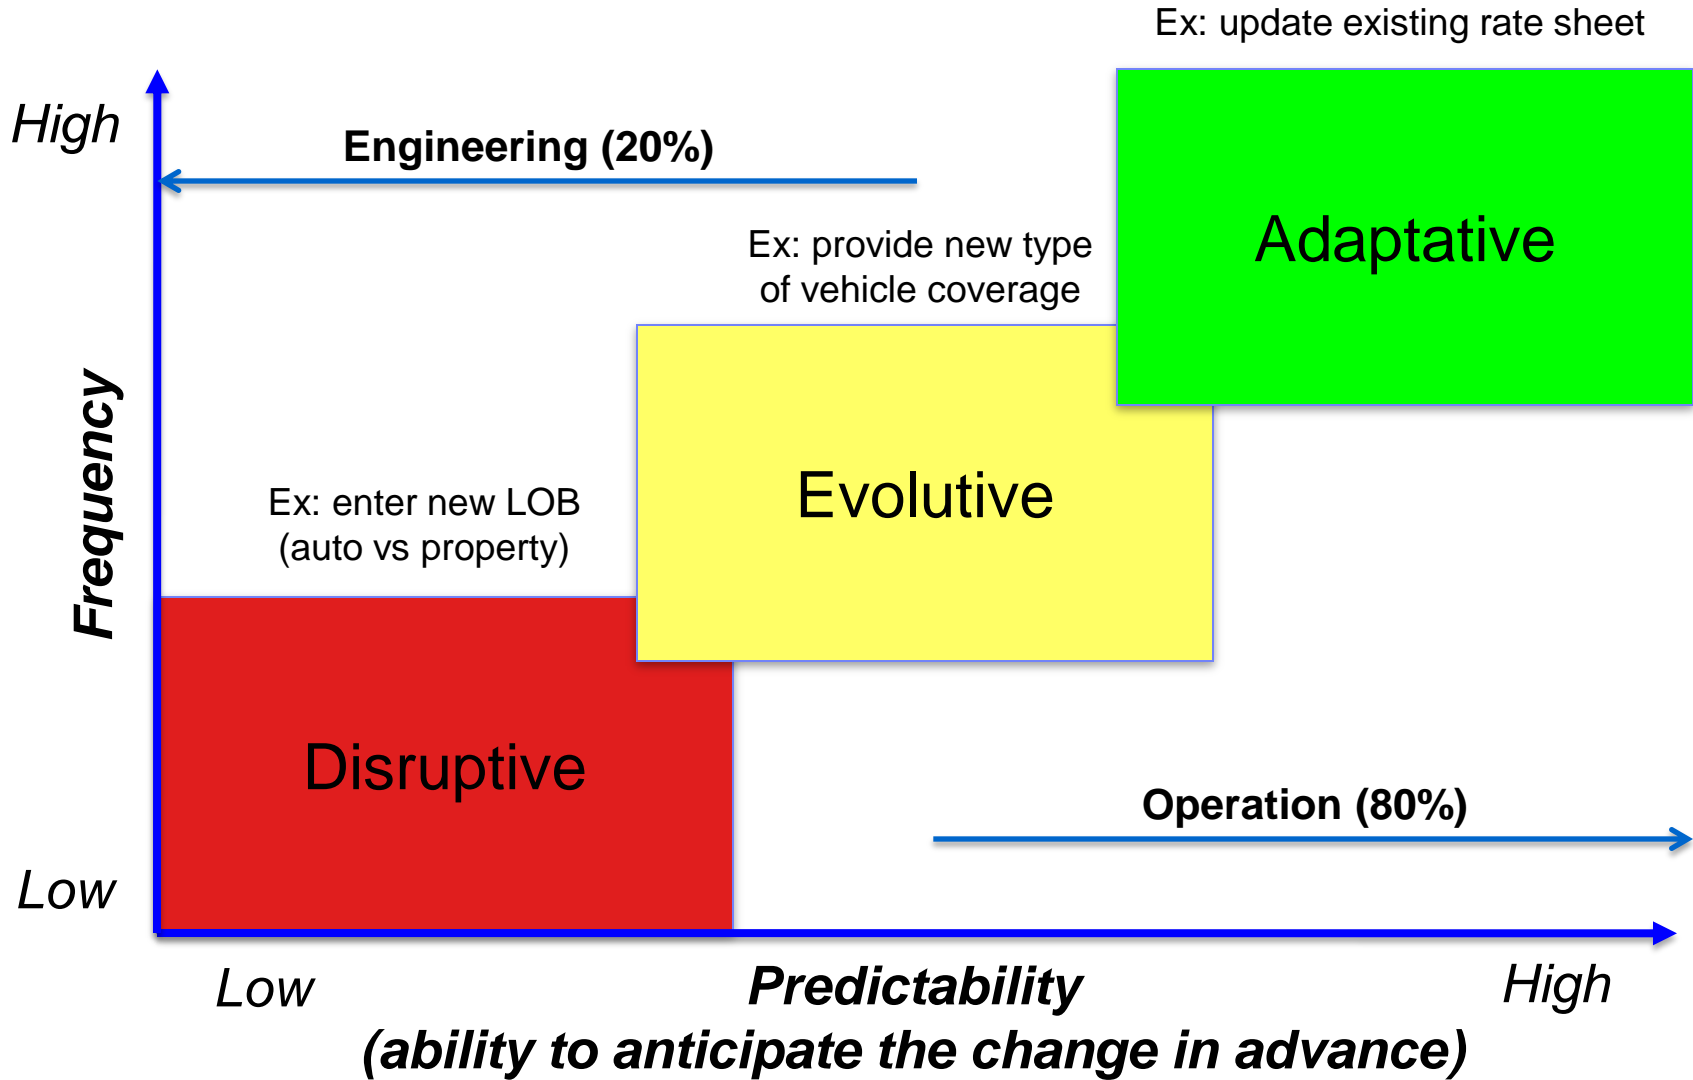 Ex: update existing rate sheet
High
Engineering (20%)
Adaptative
Ex: provide new type
of vehicle coverage
Frequency
Evolutive
Ex: enter new LOB
(auto vs property)
Disruptive
Operation (80%)
Low
Low
Predictability
High
(ability to anticipate the change in advance)